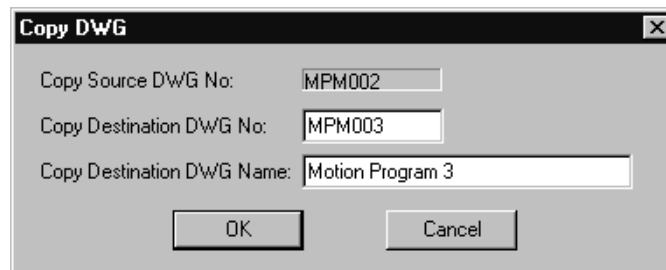 Copy DWG
Copy Source DWG No: MPM002
Copy Destination DWG No: MPM003
Copy Destination DWG Name: Motion Program 3
OK Cancel